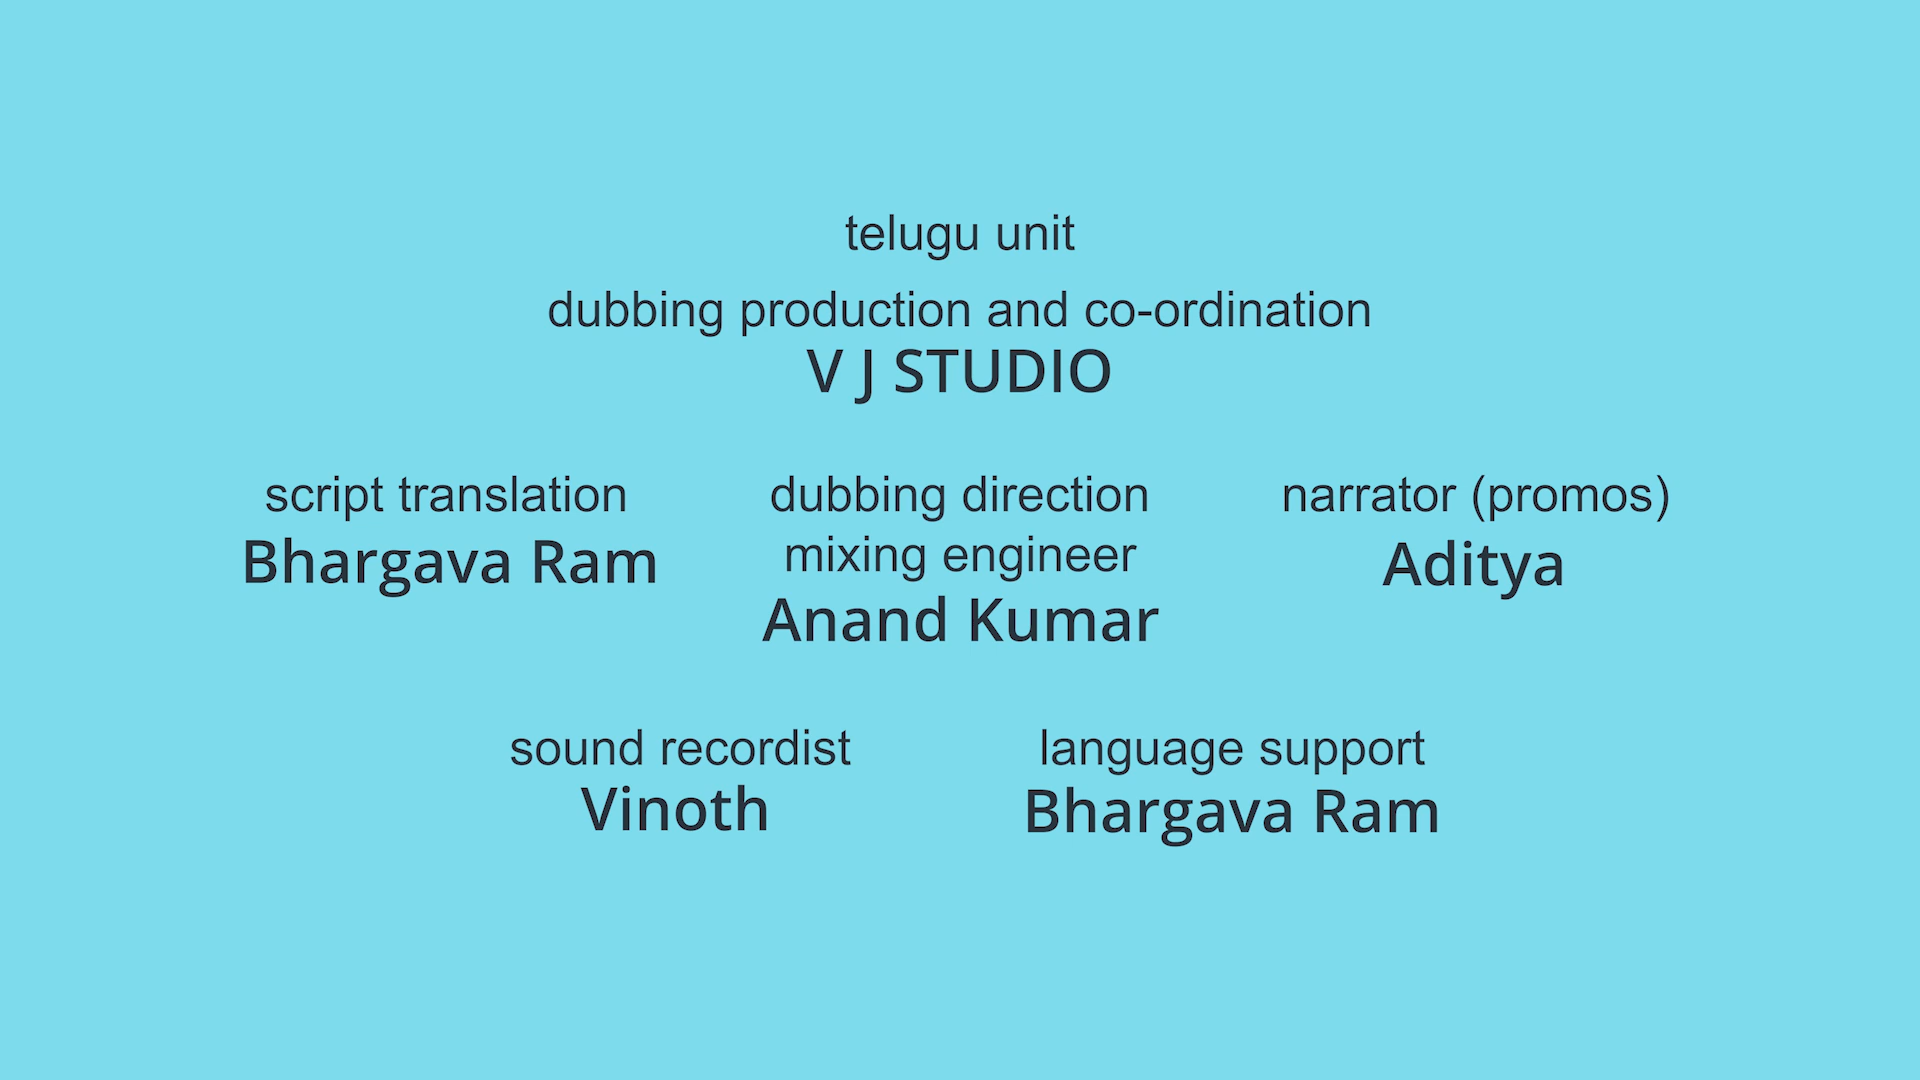 telugu unit
dubbing production and co-ordination
V J STUDIO
script translation
Bhargava Ram
dubbing direction
mixing engineer
Anand Kumar
narrator (promos)
Aditya
sound recordist
Vinoth
language support
Bhargava Ram